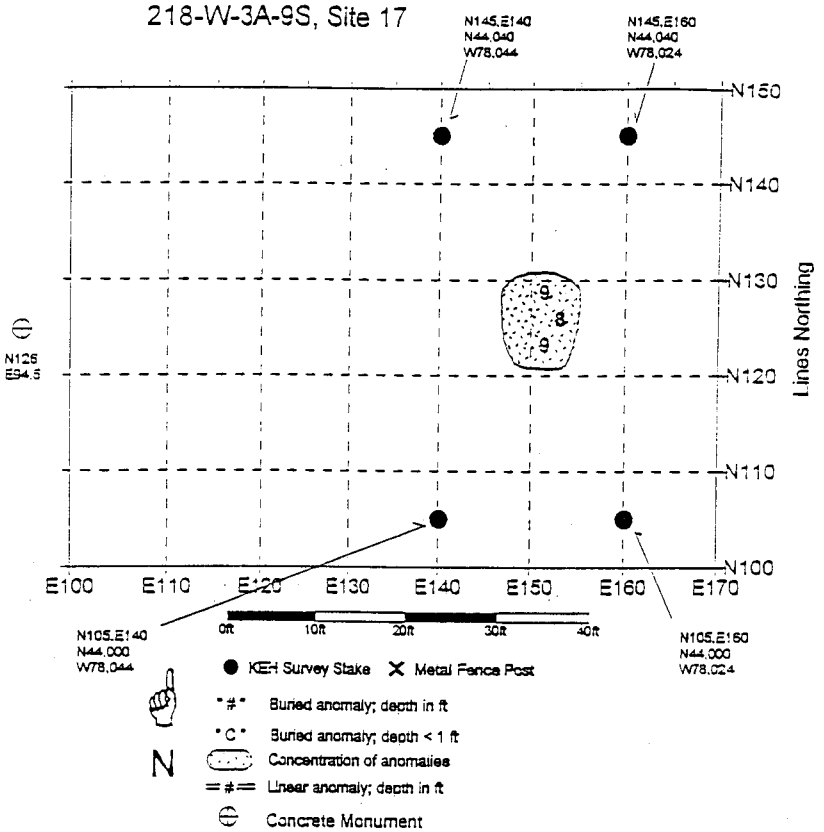 218-W-3A-9S, Site 17
N145,E140
N44,040
W78,044
N145,E160
N44,040
W78,024
N150
N140
N130
N120
N110
N100
Lines Northing
9
8
9
N126
E94.5
E100 E110 E120 E130 E140 E150 E160 E170
0ft 10ft 20ft 30ft 40ft
N105,E140
N44,000
W78,044
N105,E160
N44,000
W78,024
KEH Survey Stake X Metal Fence Post
"#" Buried anomaly; depth in ft
"C" Buried anomaly; depth < 1 ft
Concentration of anomalies
=#= Linear anomaly; depth in ft
Concrete Monument
N